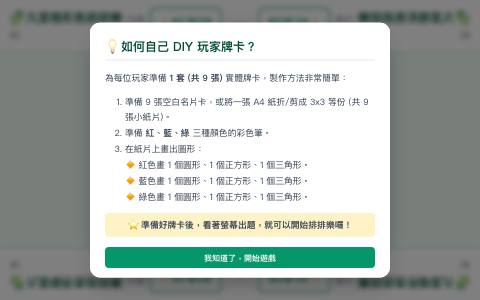 💡 如何自己 DIY 玩家牌卡？
為每位玩家準備 1 套 (共 9 張) 實體牌卡，製作方法非常簡單：
1. 準備 9 張空白名片卡，或將一張 A4 紙折/剪成 3x3 等份 (共 9
張小紙片)。
2. 準備 紅、藍、綠 三種顏色的彩色筆。
3. 在紙片上畫出圖形：
🔸 紅色畫 1 個圓形、1 個正方形、1 個三角形。
🔸 藍色畫 1 個圓形、1 個正方形、1 個三角形。
🔸 綠色畫 1 個圓形、1 個正方形、1 個三角形。
🌟 準備好牌卡後，看著螢幕出題，就可以開始排排樂囉！
我知道了，開始遊戲